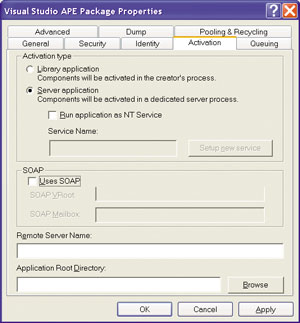 Visual Studio APE Package Properties
Advanced Dump Pooling & Recycling
General Security Identity Activation Queuing
Activation type
Library application
Components will be activated in the creator's process.
Server application
Components will be activated in a dedicated server process.
Run application as NT Service
Service Name:
Setup new service
SOAP
Uses SOAP
SOAP VRoot
SOAP Mailbox
Remote Server Name:
Application Root Directory:
Browse
OK Cancel Apply